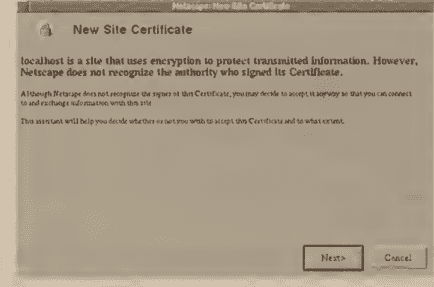 Netscape: New Site Certificate
New Site Certificate
localhost is a site that uses encryption to protect transmitted information. However,
Netscape does not recognize the authority who signed its Certificate.
Although Netscape does not recognize the signer of this Certificate, you may decide to accept it anyway so that you can connect
to and exchange information with this site.
This assistant will help you decide whether or not you wish to accept this Certificate and to what extent.
Next>
Cancel